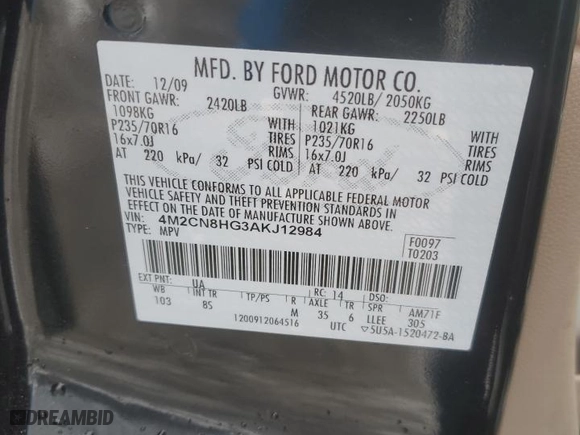 MFD. BY FORD MOTOR CO.
DATE: 12/09 GVWR: 4520LB/ 2050KG
FRONT GAWR: 2420LB REAR GAWR: 2250LB
1098KG WITH 1021KG WITH
P235/70R16 TIRES P235/70R16 TIRES
16x7.0J RIMS 16x7.0J RIMS
AT 220 kPa/ 32 PSI COLD AT 220 kPa/ 32 PSI COLD
THIS VEHICLE CONFORMS TO ALL APPLICABLE FEDERAL MOTOR
VEHICLE SAFETY AND THEFT PREVENTION STANDARDS IN
EFFECT ON THE DATE OF MANUFACTURE SHOWN ABOVE.
VIN: 4M2CN8HG3AKJ12984
TYPE: MPV
F0097
T0203
EXT PNT: UA RC: 14 DSO:
WB INT TR TP/PS R AXLE TR SPR AM71F
103 8S M 35 6 LLEE 305
1200912064516 UTC ▽5U5A-1520472-BA
DREAMBID